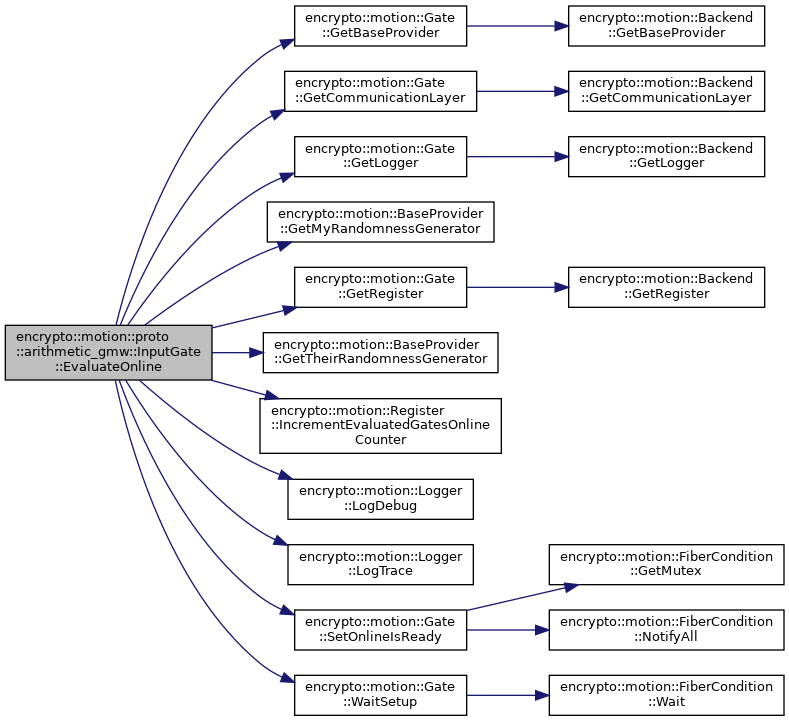 encrypto::motion::Gate
::GetBaseProvider
encrypto::motion::Backend
::GetBaseProvider
encrypto::motion::Gate
::GetCommunicationLayer
encrypto::motion::Backend
::GetCommunicationLayer
encrypto::motion::Gate
::GetLogger
encrypto::motion::Backend
::GetLogger
encrypto::motion::BaseProvider
::GetMyRandomnessGenerator
encrypto::motion::Gate
::GetRegister
encrypto::motion::Backend
::GetRegister
encrypto::motion::proto
::arithmetic_gmw::InputGate
::EvaluateOnline
encrypto::motion::BaseProvider
::GetTheirRandomnessGenerator
encrypto::motion::Register
::IncrementEvaluatedGatesOnline
Counter
encrypto::motion::Logger
::LogDebug
encrypto::motion::Logger
::LogTrace
encrypto::motion::FiberCondition
::GetMutex
encrypto::motion::Gate
::SetOnlineIsReady
encrypto::motion::FiberCondition
::NotifyAll
encrypto::motion::Gate
::WaitSetup
encrypto::motion::FiberCondition
::Wait